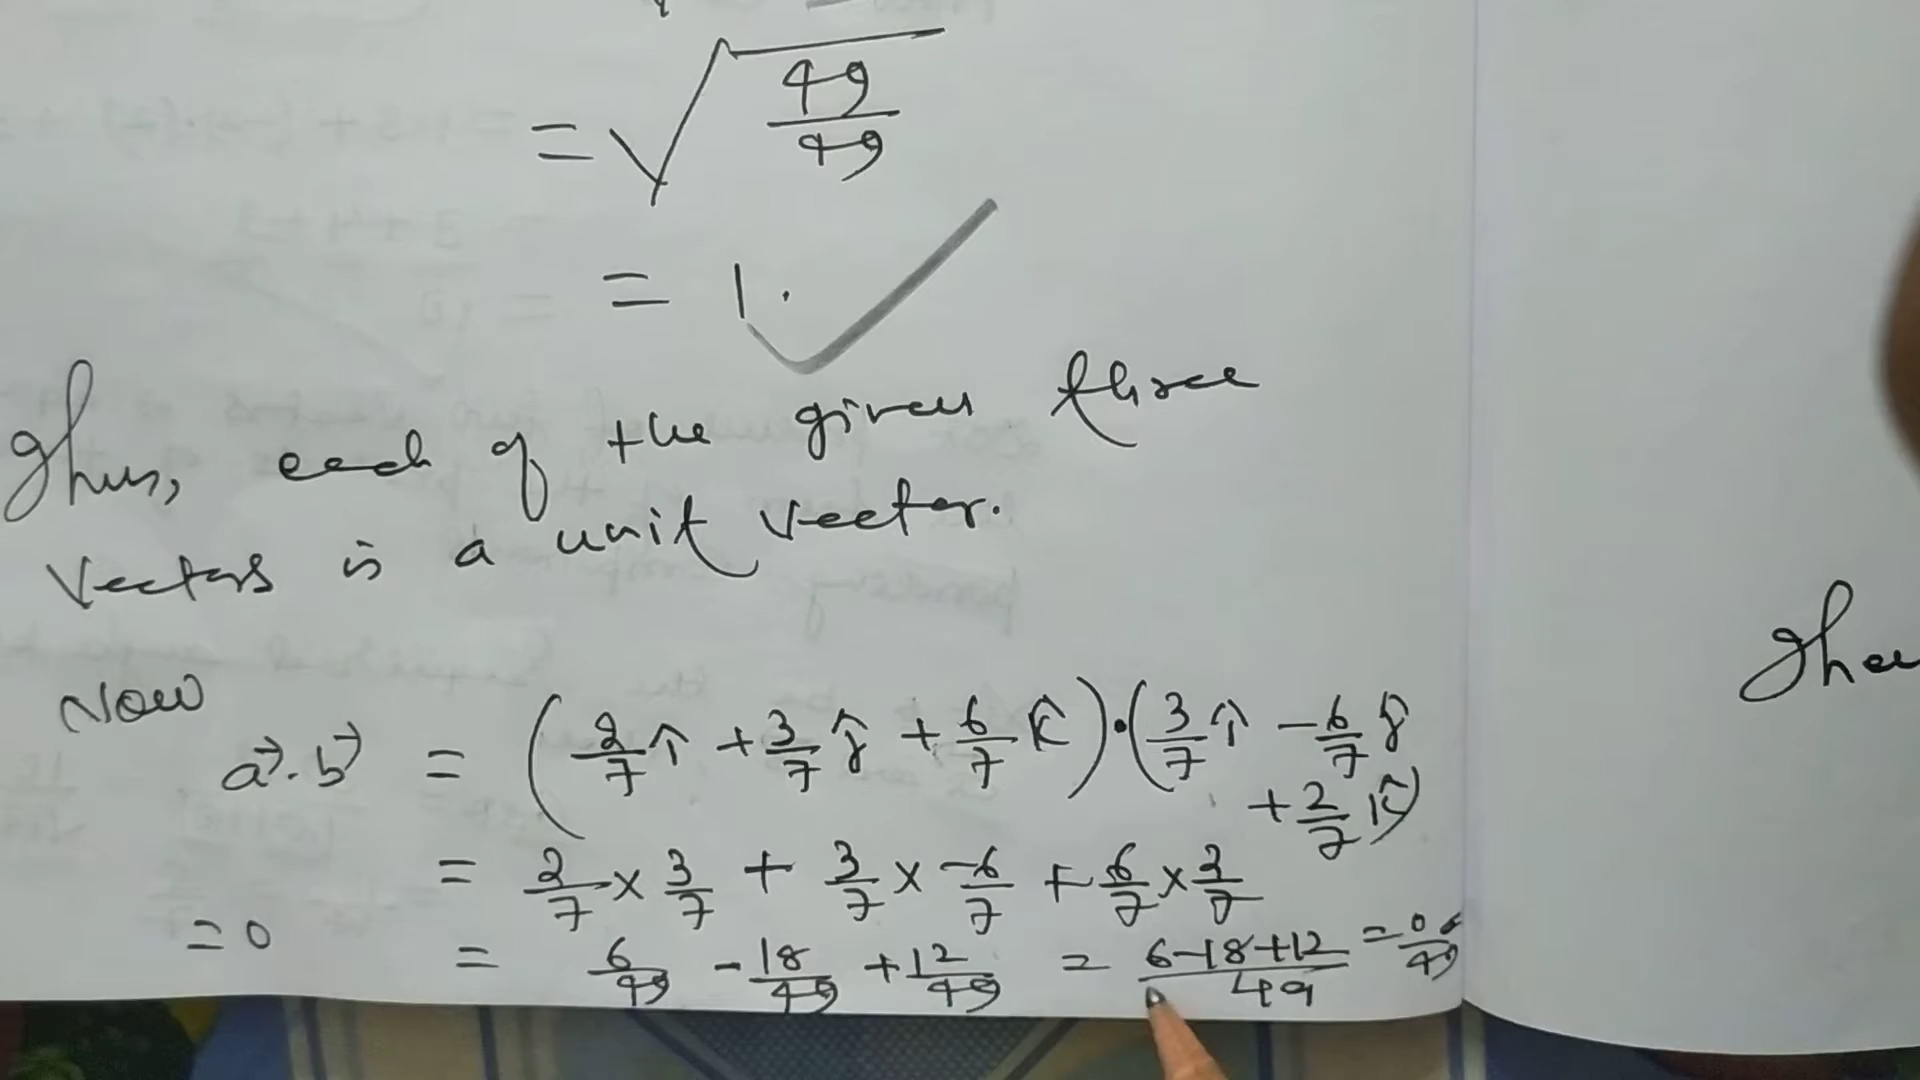 = √49/49
= 1.
Thus, each of the given three
vectors is a unit vector.
Now
a⃗.b⃗ = (2/7 î + 3/7 ĵ + 6/7 k̂)·(3/7 î − 6/7 ĵ
+ 2/7 k̂)
= 2/7 × 3/7 + 3/7 × −6/7 + 6/7 × 2/7
= 6/49 − 18/49 + 12/49 = 6−18+12/49 = 0/49
= 0